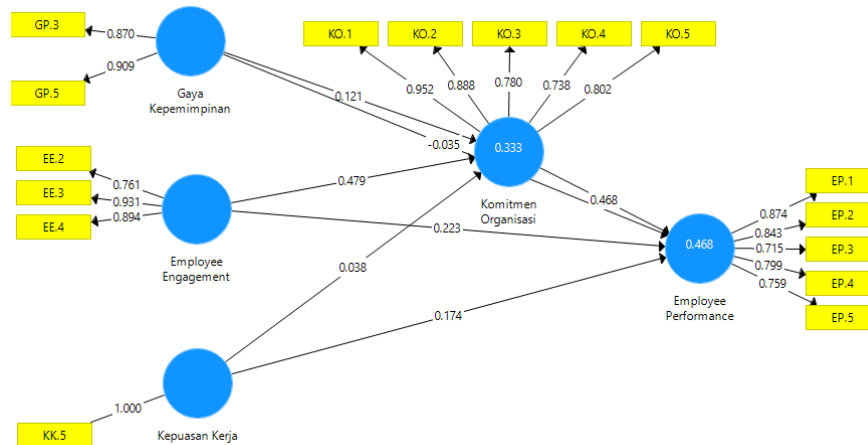 GP.3
0.870
GP.5
0.909
Gaya
Kepemimpinan
KO.1
KO.2
KO.3
KO.4
KO.5
0.952
0.888
0.780
0.738
0.802
0.121
-0.035
0.333
Komitmen
Organisasi
EE.2
EE.3
EE.4
0.761
0.931
0.894
Employee
Engagement
0.479
0.223
0.038
0.468
0.174
0.468
Employee
Performance
EP.1
EP.2
EP.3
EP.4
EP.5
0.874
0.843
0.715
0.799
0.759
KK.5
1.000
Kepuasan Kerja